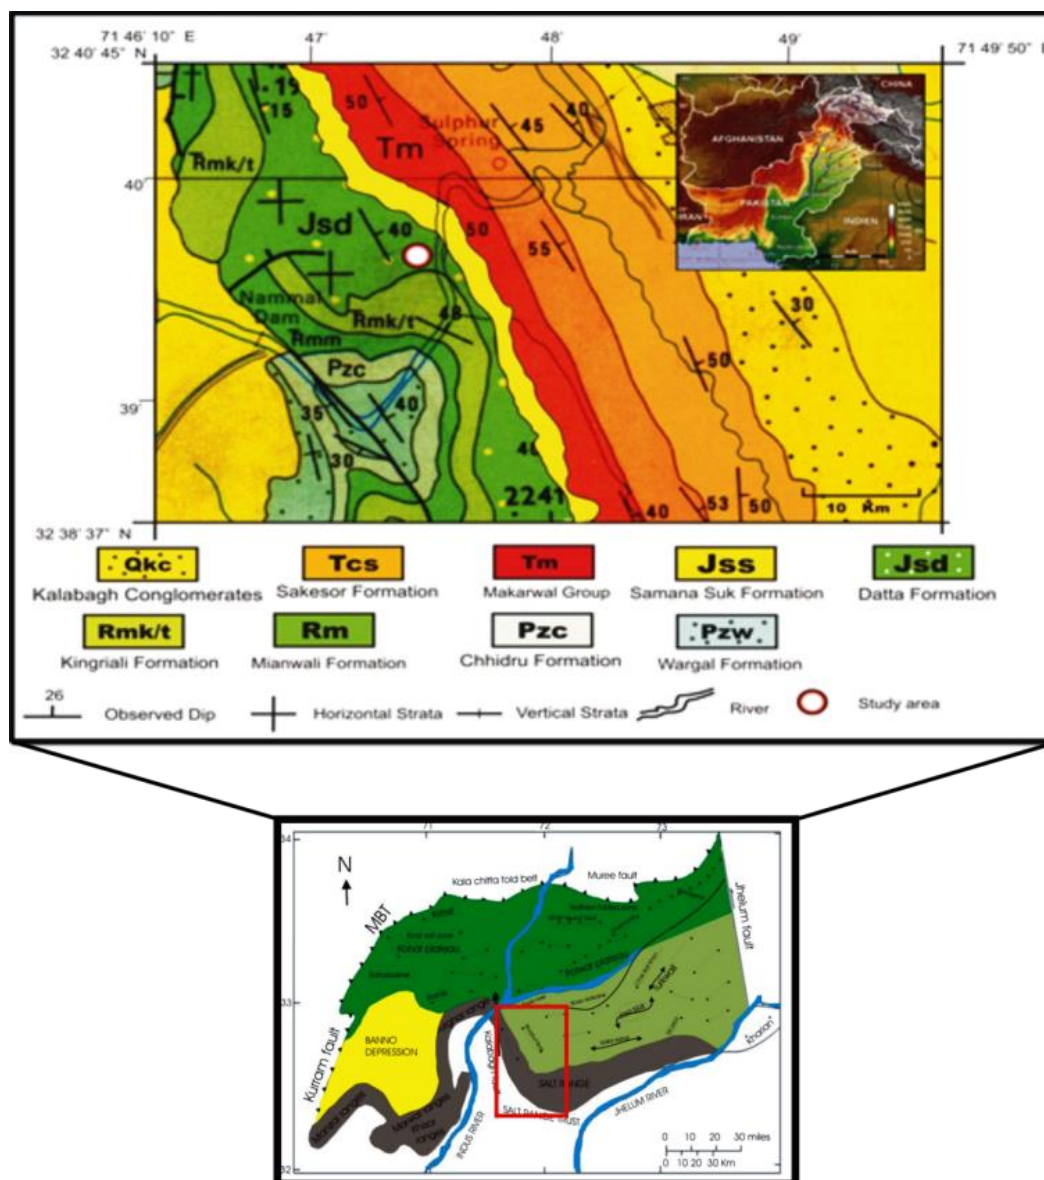 71 46' 10" E
47'
48'
49'
71 49' 50" E
32 40' 45" N
19
15
50
Sulphur
Spring
40
45
CHINA
AFGHANISTAN
Tm
Rmk/t
40'
PAKISTAN
IRAN
INDIEN
Jsd
40
50
55
Nammal
Dam
Rmk/t
48
30
Rmm
Pzc
50
39'
35
40
30
40
2241
40
53
50
10 Km
32 38' 37" N
Qkc
Tcs
Tm
Jss
Jsd
Kalabagh Conglomerates
Sakesor Formation
Makarwal Group
Samana Suk Formation
Datta Formation
Rmk/t
Rm
Pzc
Pzw
Kingriali Formation
Mianwali Formation
Chhidru Formation
Wargal Formation
26
Observed Dip
Horizontal Strata
Vertical Strata
River
Study area
71
72
73
34
N
Kala chitta fold belt
Muree fault
MBT
Jhelum fault
Kohat plateau
Potwar plateau
33
BANNO
DEPRESSION
Kurram fault
SALT RANGE
INDUS RIVER
JHELUM RIVER
0 10 20 30 miles
0 10 20 30 Km
32